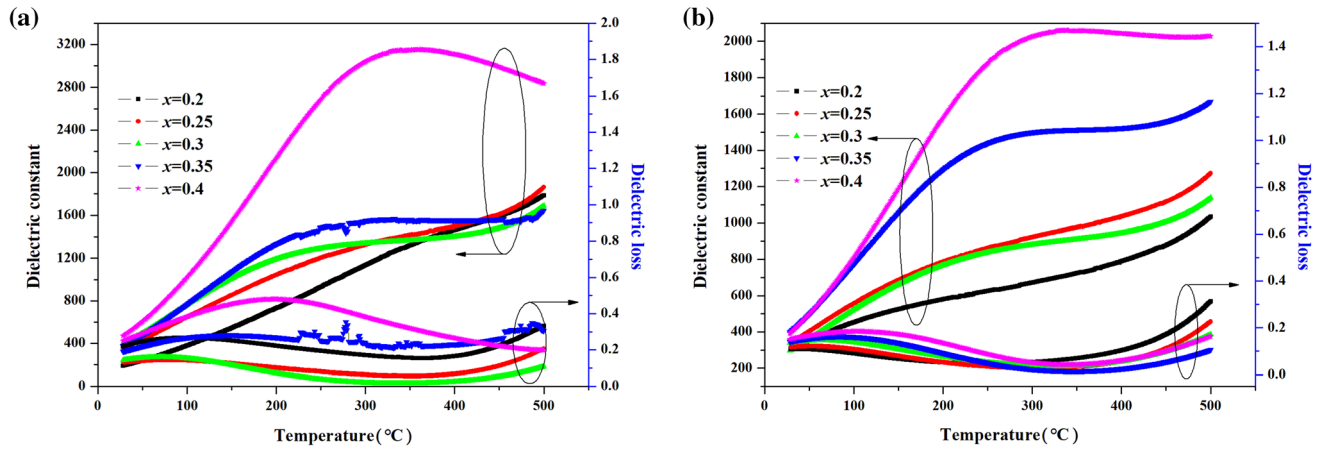 (a)
3200
2800
2400
2000
1600
1200
800
400
0
Dielectric constant
x=0.2
x=0.25
x=0.3
x=0.35
x=0.4
2.0
1.8
1.6
1.4
1.2
1.0
0.8
0.6
0.4
0.2
0.0
Dielectric loss
0 100 200 300 400 500
Temperature(°C)
(b)
2000
1800
1600
1400
1200
1000
800
600
400
200
Dielectric constant
x=0.2
x=0.25
x=0.3
x=0.35
x=0.4
1.4
1.2
1.0
0.8
0.6
0.4
0.2
0.0
Dielectric loss
0 100 200 300 400 500
Temperature(°C)